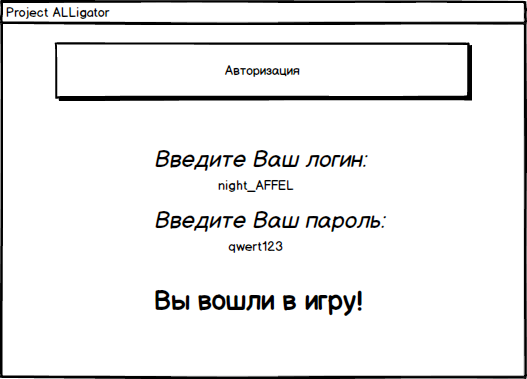 Project ALLigator
Авторизация
Введите Ваш логин:
night_AFFEL
Введите Ваш пароль:
qwert123
Вы вошли в игру!